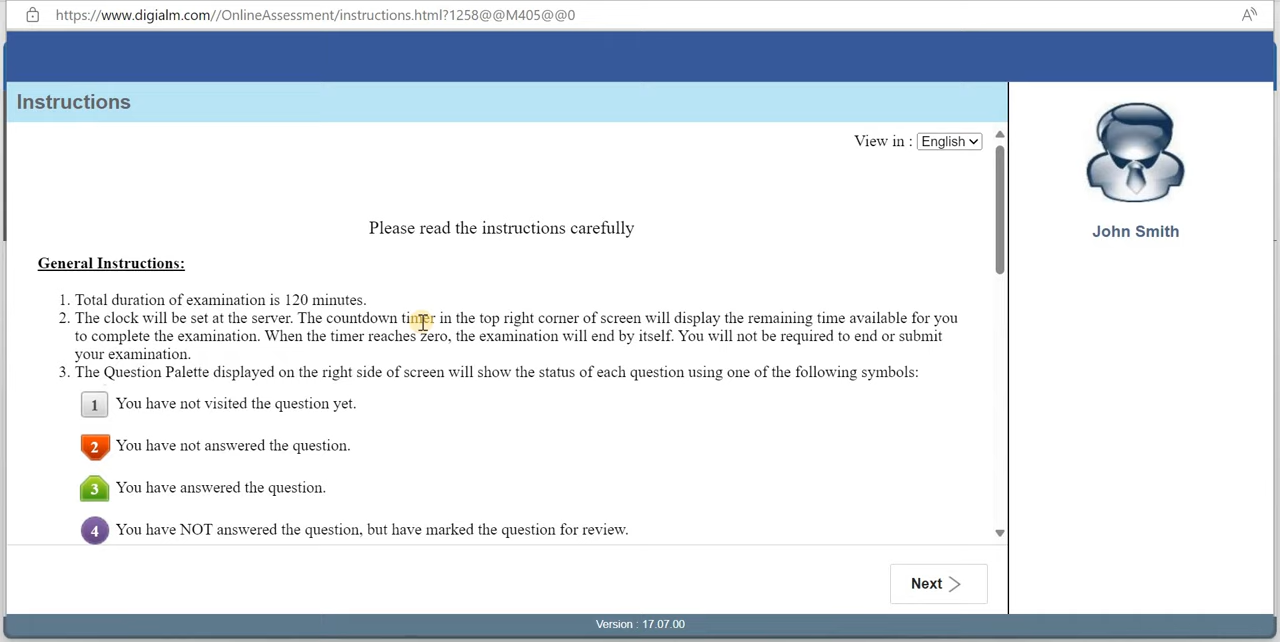 https://www.digialm.com//OnlineAssessment/instructions.html?1258@@M405@@0
Instructions
View in : English
John Smith
Please read the instructions carefully
General Instructions:
1. Total duration of examination is 120 minutes.
2. The clock will be set at the server. The countdown timer in the top right corner of screen will display the remaining time available for you
to complete the examination. When the timer reaches zero, the examination will end by itself. You will not be required to end or submit
your examination.
3. The Question Palette displayed on the right side of screen will show the status of each question using one of the following symbols:
1 You have not visited the question yet.
2 You have not answered the question.
3 You have answered the question.
4 You have NOT answered the question, but have marked the question for review.
Next
Version : 17.07.00